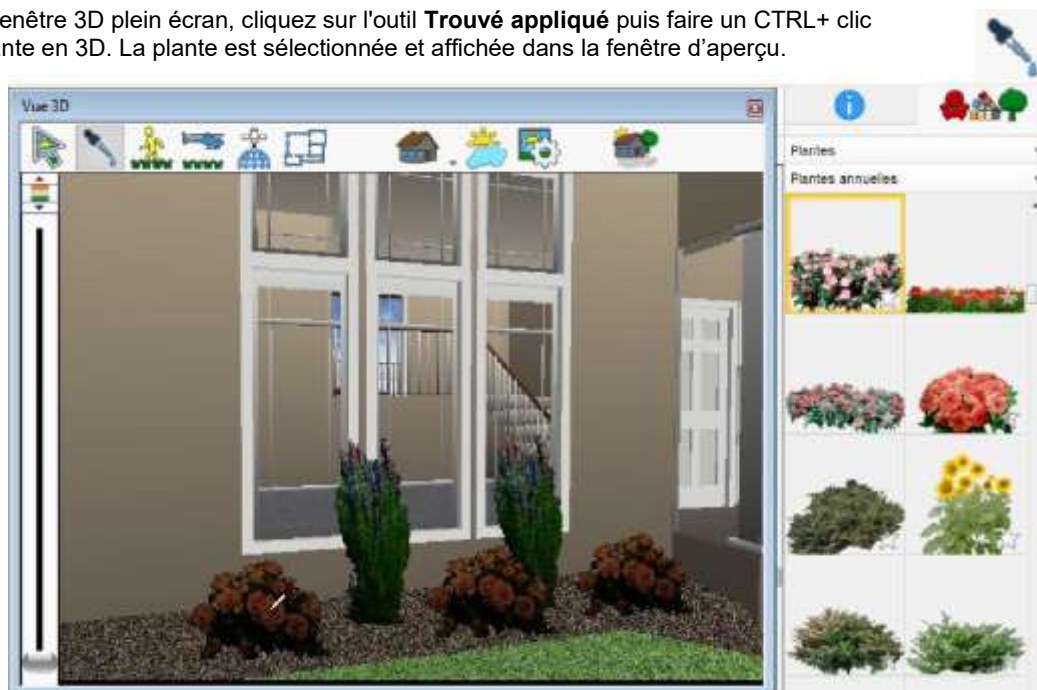 enêtre 3D plein écran, cliquez sur l'outil Trouvé appliqué puis faire un CTRL+ clic
nte en 3D. La plante est sélectionnée et affichée dans la fenêtre d’aperçu.
Vue 3D
Plantes
Plantes annuelles